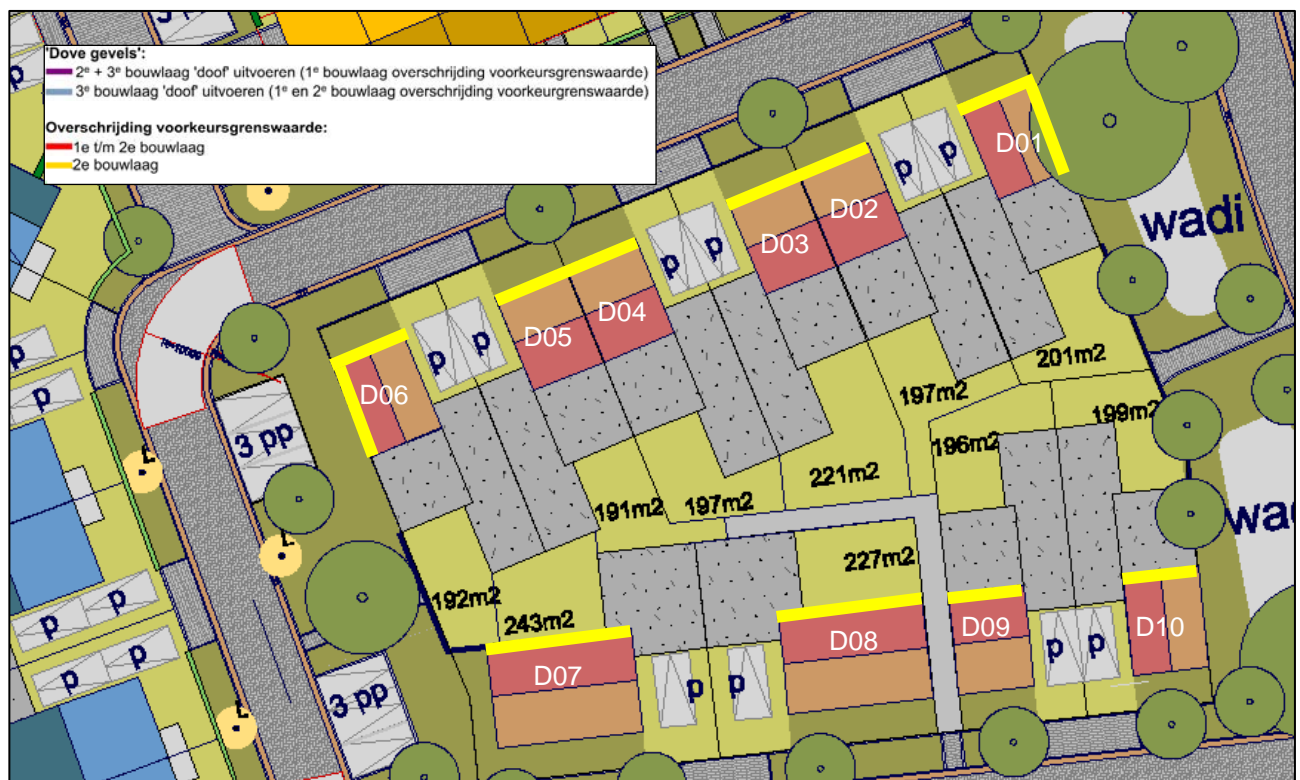 'Dove gevels':
2e + 3e bouwlaag 'doof' uitvoeren (1e bouwlaag overschrijding voorkeursgrenswaarde)
3e bouwlaag 'doof' uitvoeren (1e en 2e bouwlaag overschrijding voorkeurgrenswaarde)
Overschrijding voorkeursgrenswaarde:
1e t/m 2e bouwlaag
2e bouwlaag
p
D01
p p
D02
D03
wadi
p p
D04
D05
p p
D06
p
p
201m2
197m2
199m2
196m2
3 pp
221m2
191m2 197m2
wad
227m2
192m2
243m2
D07
D08
D09
D10
p p
p p
p p
p p
3 pp